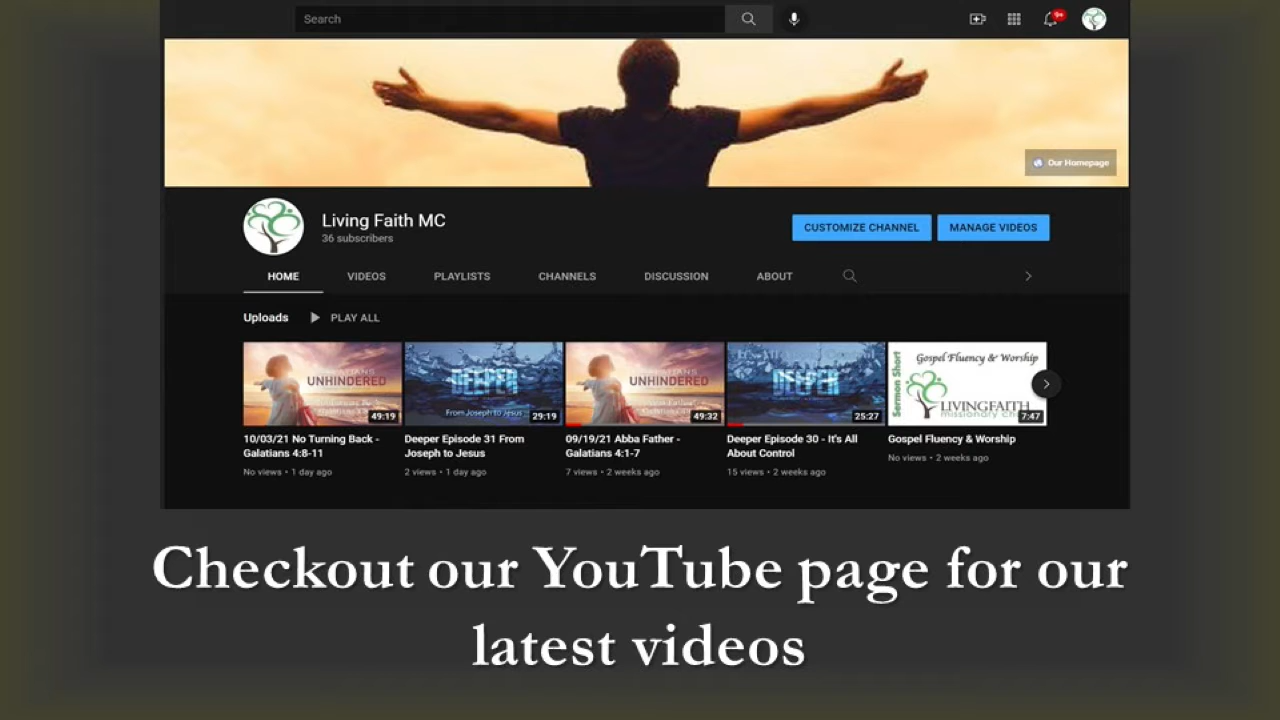 Search
9+
Our Homepage
Living Faith MC
36 subscribers
CUSTOMIZE CHANNEL
MANAGE VIDEOS
HOME VIDEOS PLAYLISTS CHANNELS DISCUSSION ABOUT
Uploads PLAY ALL
UNHINDERED
49:19
DEEPER
From Joseph to Jesus
29:19
UNHINDERED
49:32
DEEPER
25:27
Gospel Fluency & Worship
Sermon Short
LIVINGFAITH
7:47
10/03/21 No Turning Back -
Galatians 4:8-11
No views • 1 day ago
Deeper Episode 31 From
Joseph to Jesus
2 views • 1 day ago
09/19/21 Abba Father -
Galatians 4:1-7
7 views • 2 weeks ago
Deeper Episode 30 - It's All
About Control
15 views • 2 weeks ago
Gospel Fluency & Worship
No views • 2 weeks ago
Checkout our YouTube page for our
latest videos